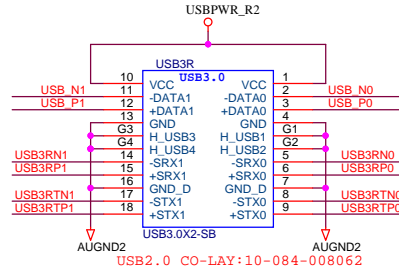 USBPWR_R2
USB3R
USB3.0
10 VCC VCC 1
USB_N1 11 -DATA1 -DATA0 2 USB_N0
USB_P1 12 +DATA1 +DATA0 3 USB_P0
13 GND GND 4
G3 H_USB3 H_USB1 G1
G4 H_USB4 H_USB2 G2
USB3RN1 14 -SRX1 -SRX0 5 USB3RN0
USB3RP1 15 +SRX1 +SRX0 6 USB3RP0
16 GND_D GND_D 7
USB3RTN1 17 -STX1 -STX0 8 USB3RTN0
USB3RTP1 18 +STX1 +STX0 9 USB3RTP0
USB3.0X2-SB
AUGND2 AUGND2
USB2.0 CO-LAY:10-084-008062